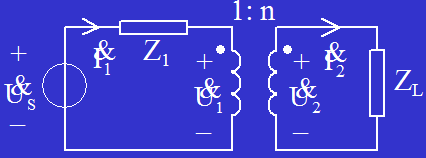 1:n
+ I&₁ Z₁ + + I&₂
U&S U&₁ U&₂ ZL
− − −